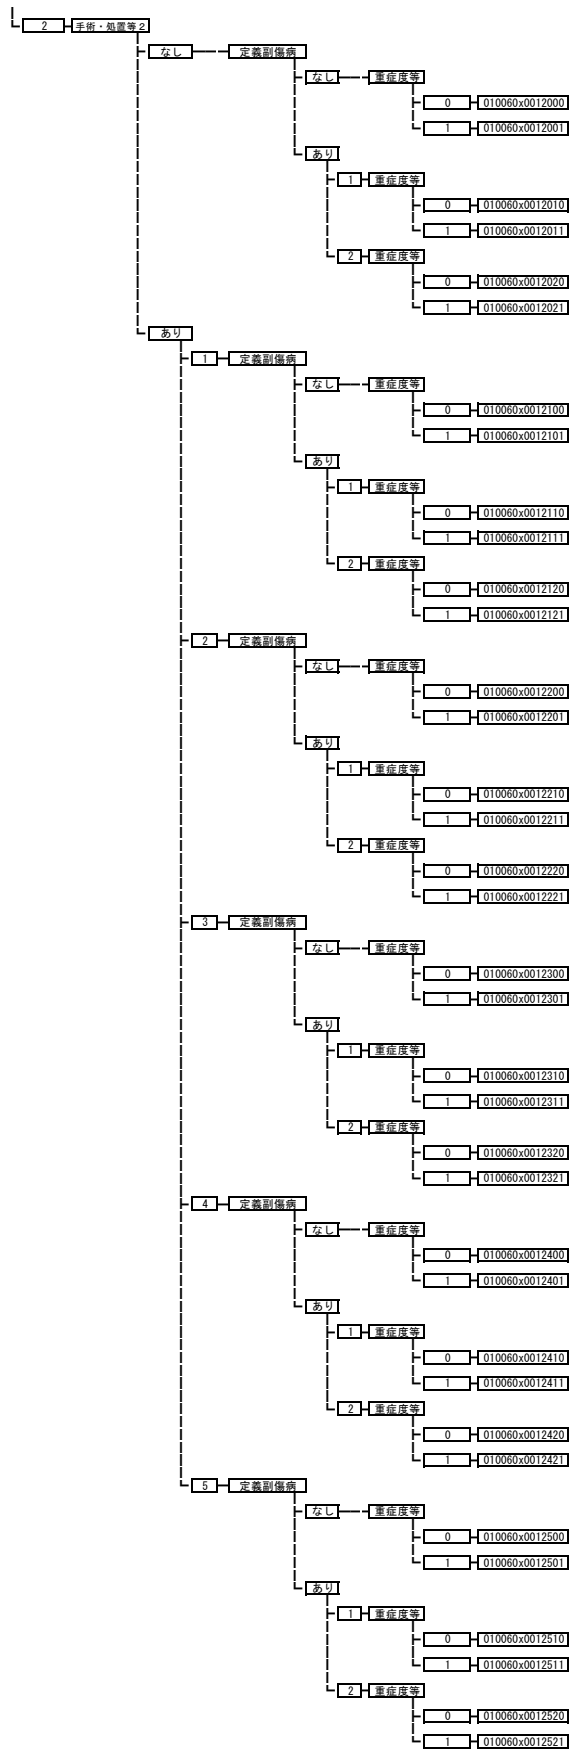 2 手術・処置等2
なし 定義副傷病
なし 重症度等
0 010060x0012000
1 010060x0012001
あり
1 重症度等
0 010060x0012010
1 010060x0012011
2 重症度等
0 010060x0012020
1 010060x0012021
あり
1 定義副傷病
なし 重症度等
0 010060x0012100
1 010060x0012101
あり
1 重症度等
0 010060x0012110
1 010060x0012111
2 重症度等
0 010060x0012120
1 010060x0012121
2 定義副傷病
なし 重症度等
0 010060x0012200
1 010060x0012201
あり
1 重症度等
0 010060x0012210
1 010060x0012211
2 重症度等
0 010060x0012220
1 010060x0012221
3 定義副傷病
なし 重症度等
0 010060x0012300
1 010060x0012301
あり
1 重症度等
0 010060x0012310
1 010060x0012311
2 重症度等
0 010060x0012320
1 010060x0012321
4 定義副傷病
なし 重症度等
0 010060x0012400
1 010060x0012401
あり
1 重症度等
0 010060x0012410
1 010060x0012411
2 重症度等
0 010060x0012420
1 010060x0012421
5 定義副傷病
なし 重症度等
0 010060x0012500
1 010060x0012501
あり
1 重症度等
0 010060x0012510
1 010060x0012511
2 重症度等
0 010060x0012520
1 010060x0012521